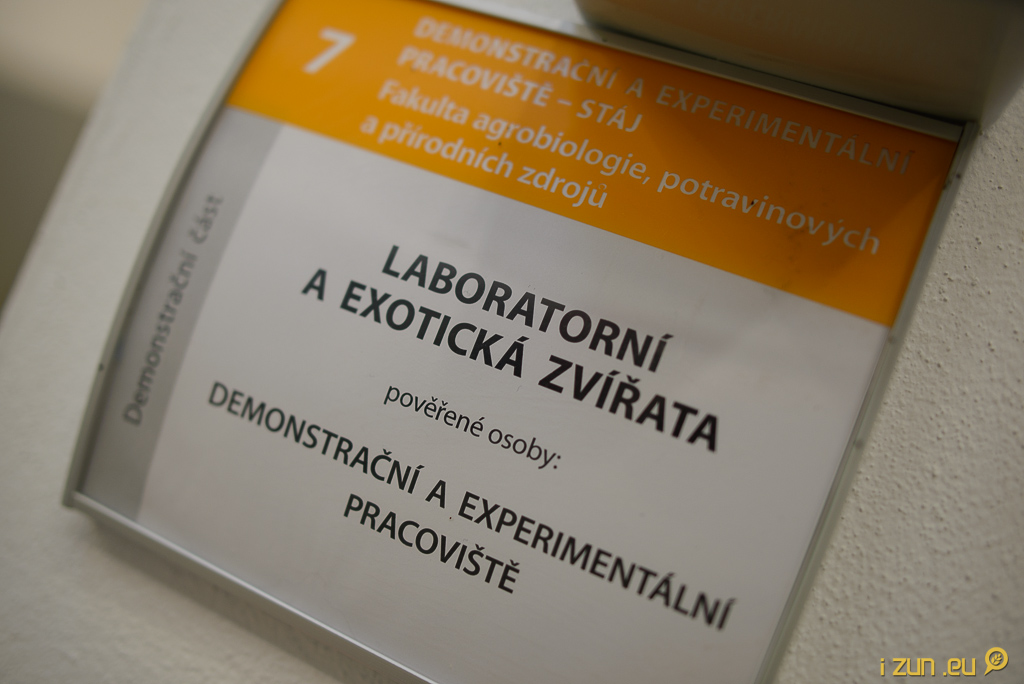 7
DEMONSTRAČNÍ A EXPERIMENTÁLNÍ
PRACOVIŠTĚ – STÁJ
Fakulta agrobiologie, potravinových
a přírodních zdrojů
Demonstrační část
LABORATORNÍ
A EXOTICKÁ ZVÍŘATA
pověřené osoby:
DEMONSTRAČNÍ A EXPERIMENTÁLNÍ
PRACOVIŠTĚ
i zun .eu